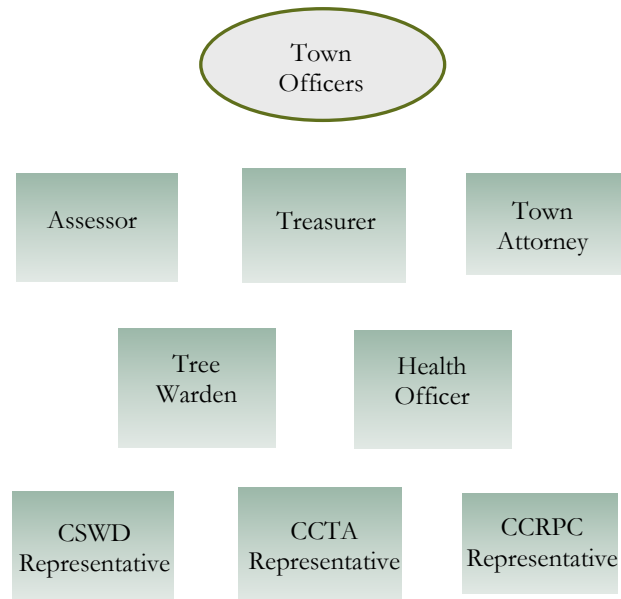 Town
Officers
Assessor
Treasurer
Town
Attorney
Tree
Warden
Health
Officer
CSWD
Representative
CCTA
Representative
CCRPC
Representative